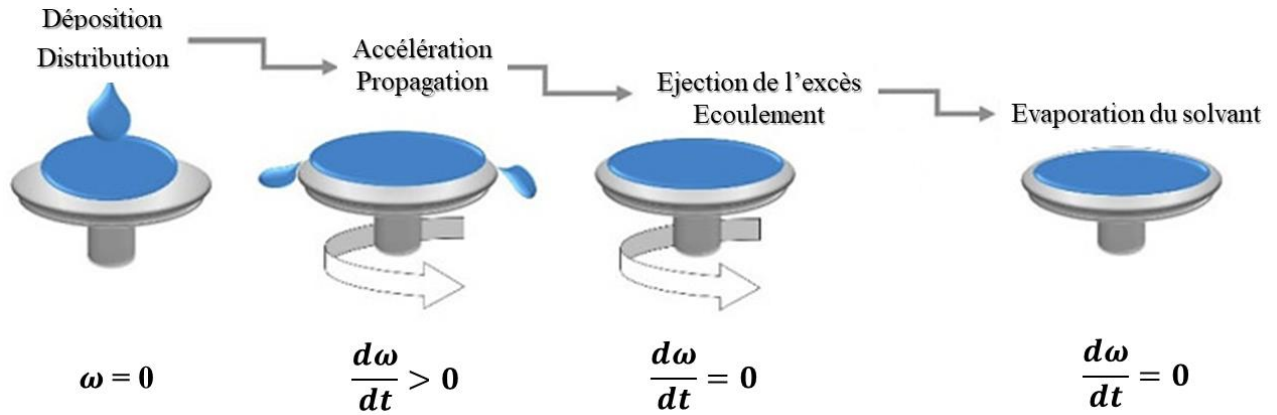 Déposition
Distribution
Accélération
Propagation
Ejection de l’excès
Ecoulement
Evaporation du solvant
ω = 0
dω/dt > 0
dω/dt = 0
dω/dt = 0